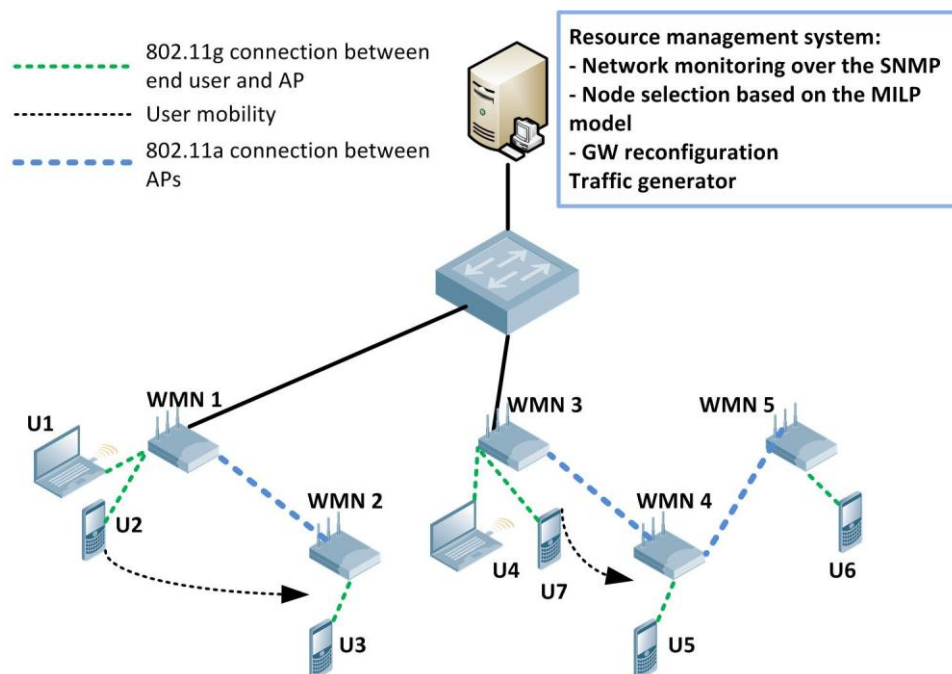 802.11g connection between
end user and AP
User mobility
802.11a connection between
APs
Resource management system:
- Network monitoring over the SNMP
- Node selection based on the MILP
model
- GW reconfiguration
Traffic generator
WMN 1
WMN 3
WMN 5
U1
WMN 2
WMN 4
U2
U4
U7
U6
U3
U5